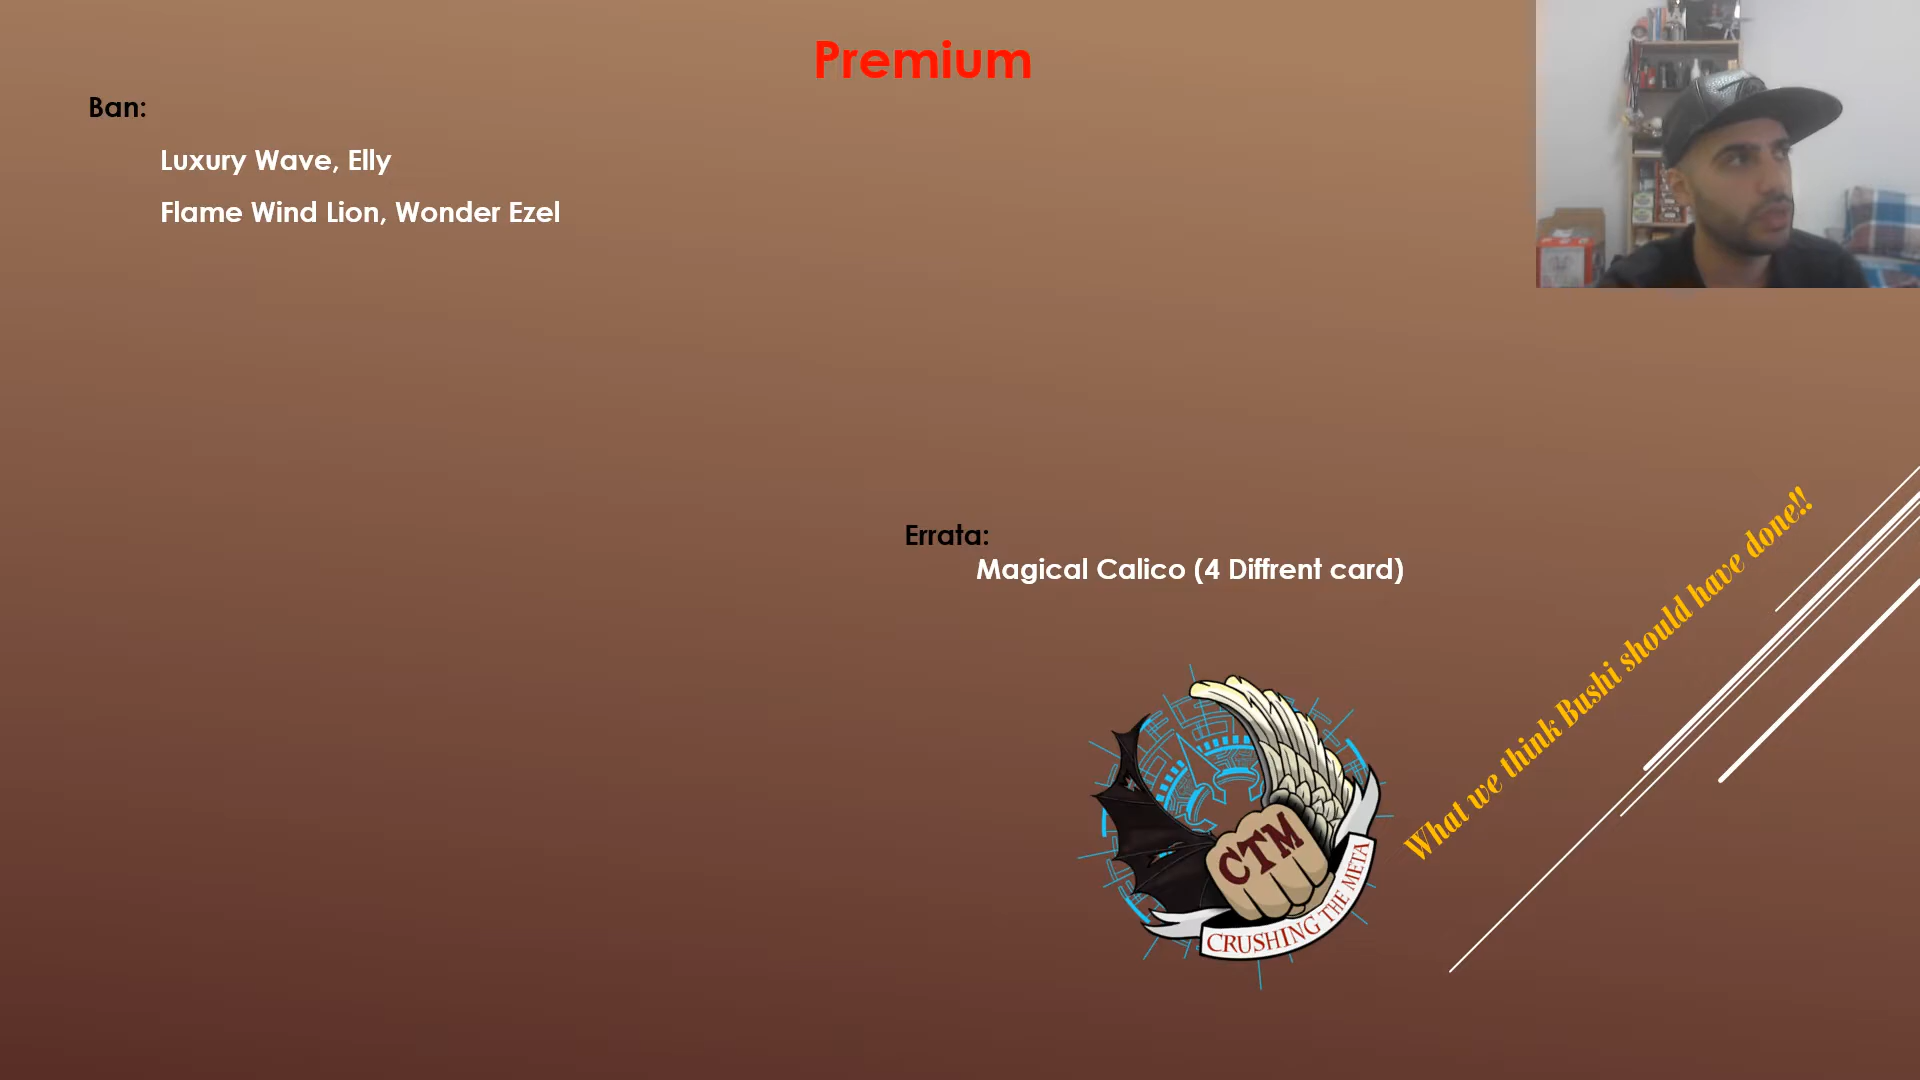 Premium
Ban:
Luxury Wave, Elly
Flame Wind Lion, Wonder Ezel
Errata:
Magical Calico (4 Diffrent card)
What we think Bushi should have done!!
CTM
CRUSHING THE META